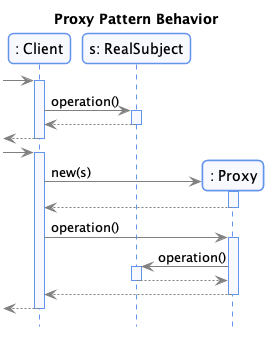 Proxy Pattern Behavior
: Client
s: RealSubject
operation()
: Proxy
new(s)
operation()
operation()